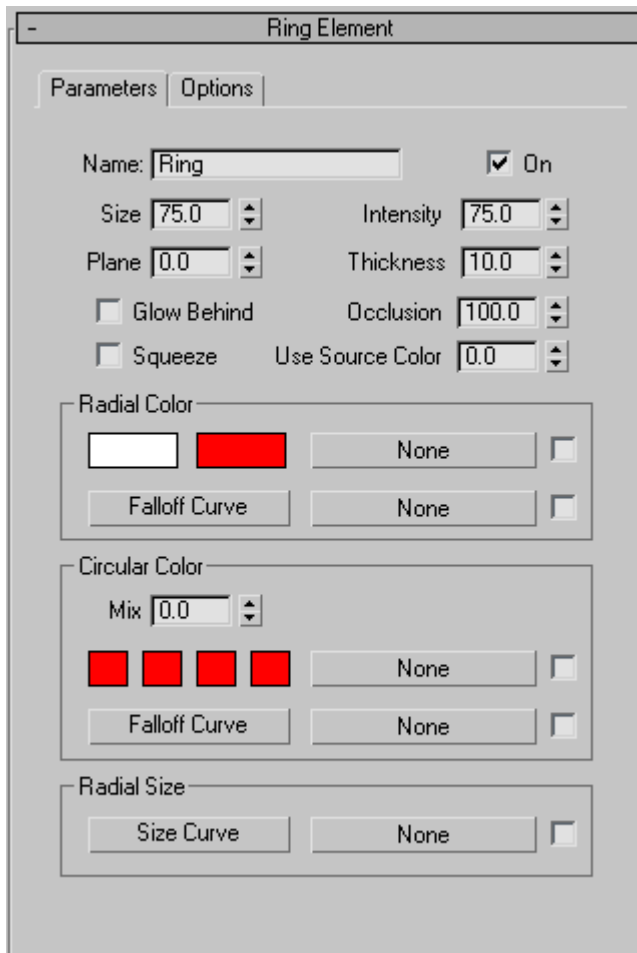 - Ring Element
Parameters Options
Name: Ring On
Size 75.0 Intensity 75.0
Plane 0.0 Thickness 10.0
Glow Behind Occlusion 100.0
Squeeze Use Source Color 0.0
Radial Color
None
Falloff Curve None
Circular Color
Mix 0.0
None
Falloff Curve None
Radial Size
Size Curve None